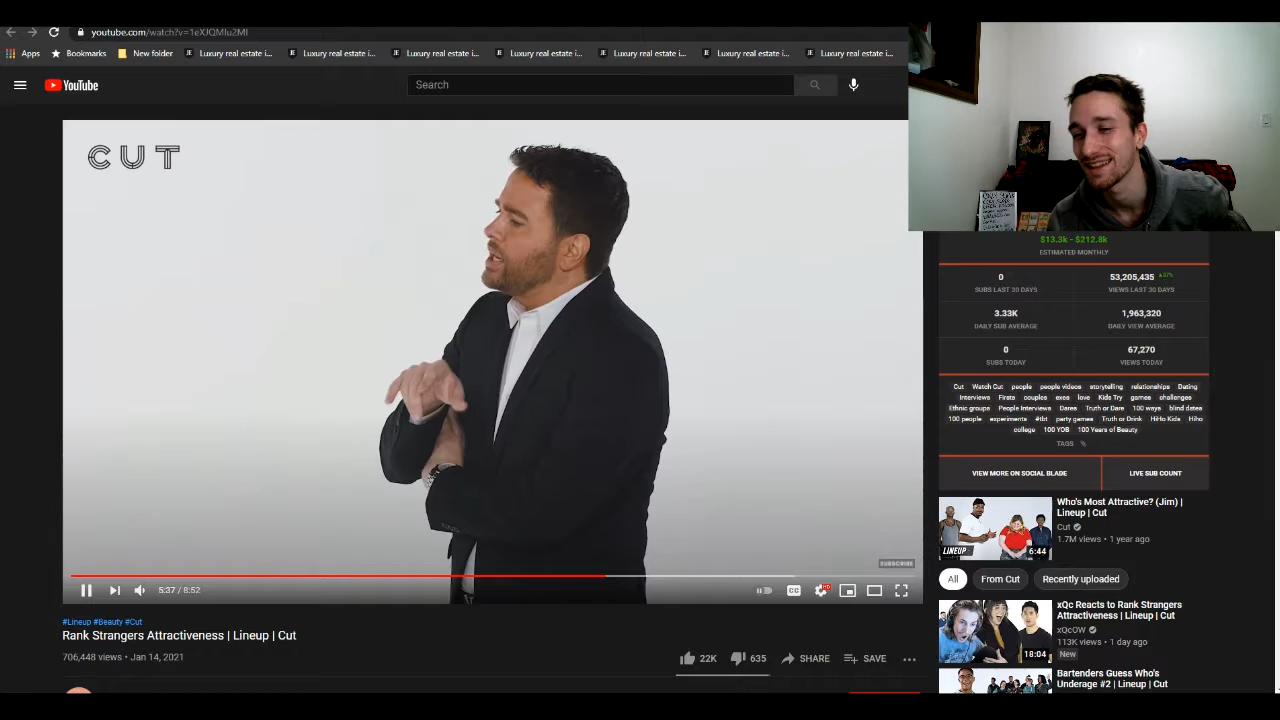 youtube.com/watch?v=1eXJQMIu2MI
Apps
Bookmarks
New folder
Luxury real estate i...
Luxury real estate i...
Luxury real estate i...
Luxury real estate i...
Luxury real estate i...
Luxury real estate i...
Luxury real estate i...
YouTube
Search
CUT
SUBSCRIBE
5:37 / 8:52
#Lineup #Beauty #Cut
Rank Strangers Attractiveness | Lineup | Cut
706,448 views • Jan 14, 2021
22K
635
SHARE
SAVE
$13.3k - $212.8k
ESTIMATED MONTHLY
0
SUBS LAST 30 DAYS
53,205,435
VIEWS LAST 30 DAYS
3.33K
DAILY SUB AVERAGE
1,963,320
DAILY VIEW AVERAGE
0
SUBS TODAY
67,270
VIEWS TODAY
Cut Watch Cut people people videos storytelling relationships Dating
Interviews Firsts couples exes love Kids Try games challenges
Ethnic groups People Interviews Dares Truth or Dare 100 ways blind dates
100 people experiments #tbt party games Truth or Drink HiHo Kids Hiho
college 100 YOB 100 Years of Beauty
TAGS
VIEW MORE ON SOCIAL BLADE
LIVE SUB COUNT
LINEUP
6:44
Who's Most Attractive? (Jim) |
Lineup | Cut
Cut
1.7M views • 1 year ago
All
From Cut
Recently uploaded
18:04
xQc Reacts to Rank Strangers
Attractiveness | Lineup | Cut
xQcOW
113K views • 1 day ago
New
Bartenders Guess Who's
Underage #2 | Lineup | Cut